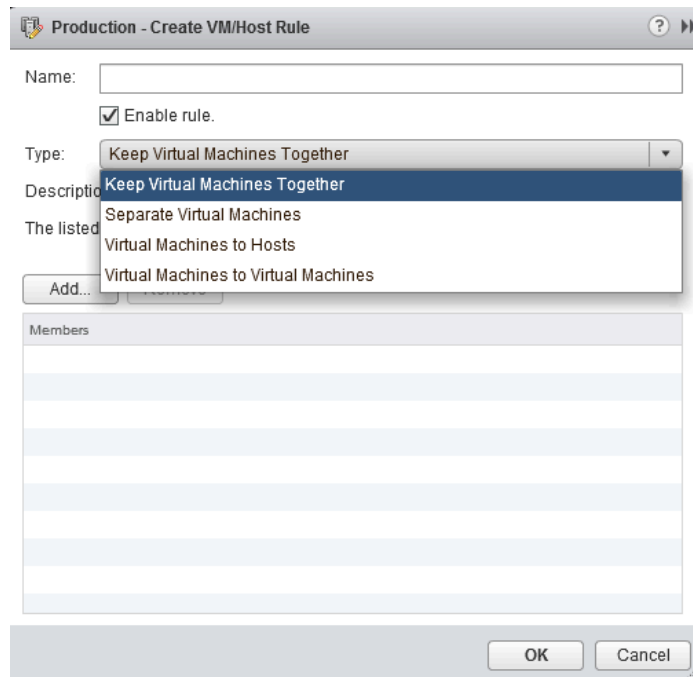 Production - Create VM/Host Rule ?
Name:
Enable rule.
Type: Keep Virtual Machines Together
Keep Virtual Machines Together
Descriptio
Separate Virtual Machines
The listed
Virtual Machines to Hosts
Virtual Machines to Virtual Machines
Add... Remove
Members
OK Cancel